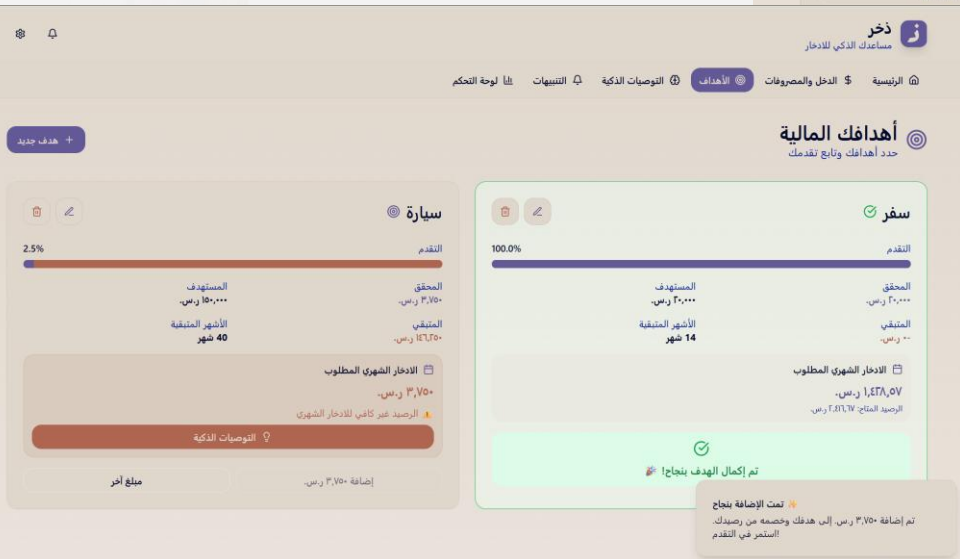 ذخر
مساعدك الذكي للادخار
الرئيسية
الدخل والمصروفات
الأهداف
التوصيات الذكية
التنبيهات
لوحة التحكم
أهدافك المالية
حدد أهدافك وتابع تقدمك
+ هدف جديد
سفر
التقدم
100.0%
المحقق
٢٠,٠٠٠ ر.س.
المستهدف
٢٠,٠٠٠ ر.س.
المتبقي
٠ ر.س.
الأشهر المتبقية
14 شهر
الادخار الشهري المطلوب
١,٤٢٨,٥٧ ر.س.
الرصيد المتاح: ٢,٤١٦,٦٧ ر.س.
تم إكمال الهدف بنجاح! 🎉
سيارة
التقدم
2.5%
المحقق
٣,٧٥٠ ر.س.
المستهدف
١٥٠,٠٠٠ ر.س.
المتبقي
١٤٦,٢٥٠ ر.س.
الأشهر المتبقية
40 شهر
الادخار الشهري المطلوب
٣,٧٥٠ ر.س.
⚠️ الرصيد غير كافي للادخار الشهري
التوصيات الذكية
إضافة ٣,٧٥٠ ر.س.
مبلغ آخر
✨ تمت الإضافة بنجاح
تم إضافة ٣,٧٥٠ ر.س. إلى هدفك وخصمه من رصيدك.
استمر في التقدم!